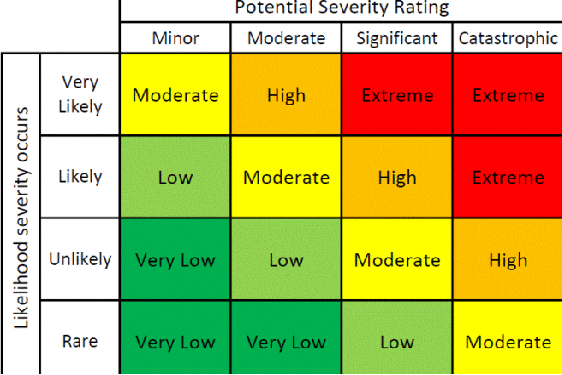 Potential Severity Rating
Minor Moderate Significant Catastrophic
Likelihood severity occurs
Very
Likely
Moderate High Extreme Extreme
Likely Low Moderate High Extreme
Unlikely Very Low Low Moderate High
Rare Very Low Very Low Low Moderate